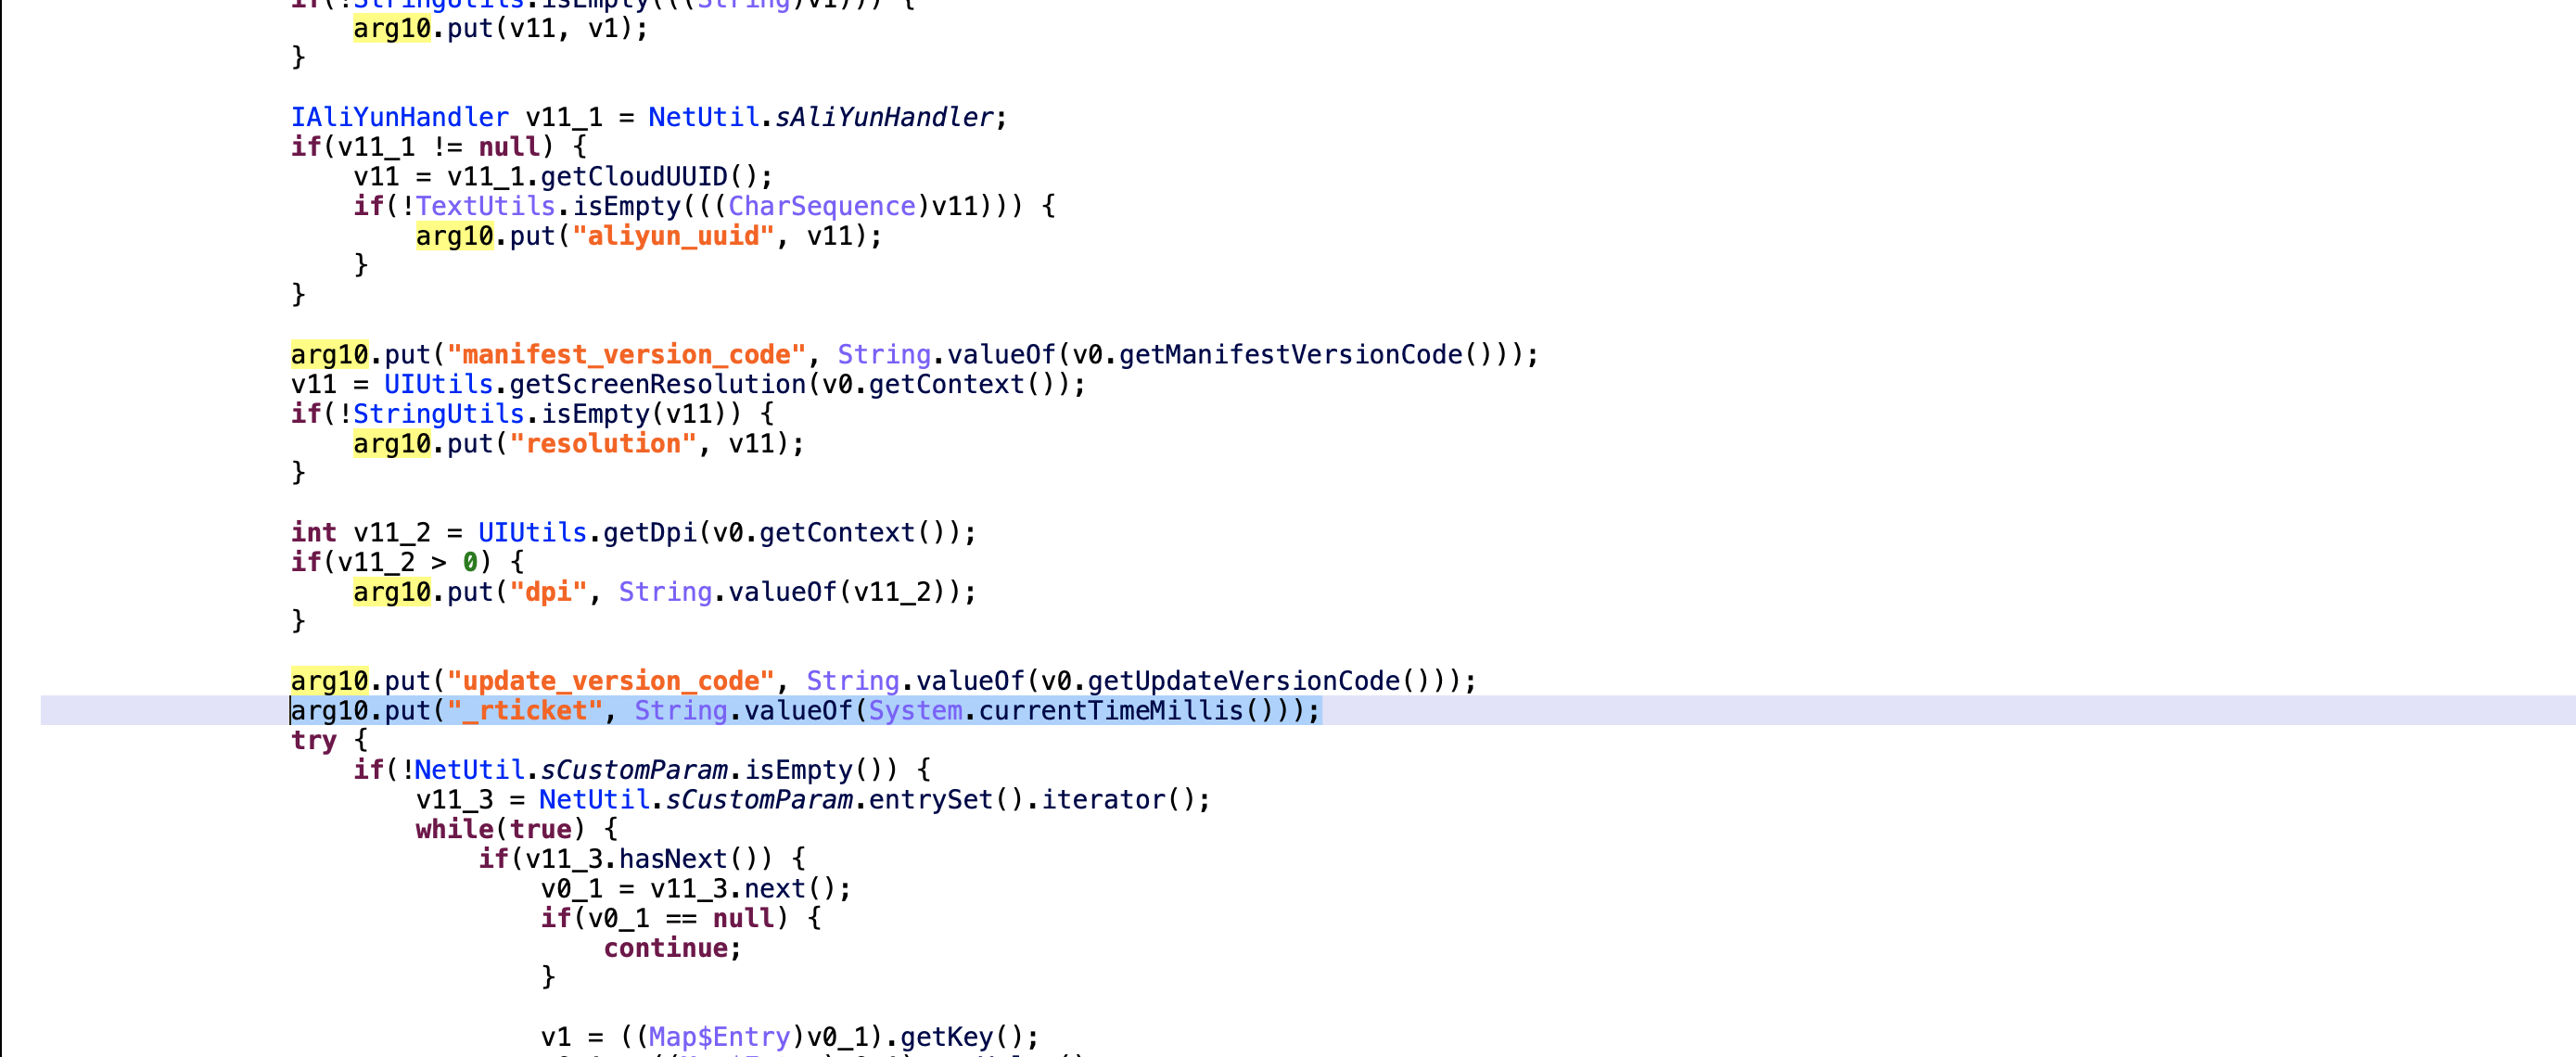 if(!StringUtils.isEmpty(((String)v1))) {
arg10.put(v11, v1);
}
IAliYunHandler v11_1 = NetUtil.sAliYunHandler;
if(v11_1 != null) {
v11 = v11_1.getCloudUUID();
if(!TextUtils.isEmpty(((CharSequence)v11))) {
arg10.put("aliyun_uuid", v11);
}
}
arg10.put("manifest_version_code", String.valueOf(v0.getManifestVersionCode()));
v11 = UIUtils.getScreenResolution(v0.getContext());
if(!StringUtils.isEmpty(v11)) {
arg10.put("resolution", v11);
}
int v11_2 = UIUtils.getDpi(v0.getContext());
if(v11_2 > 0) {
arg10.put("dpi", String.valueOf(v11_2));
}
arg10.put("update_version_code", String.valueOf(v0.getUpdateVersionCode()));
arg10.put("_rticket", String.valueOf(System.currentTimeMillis()));
try {
if(!NetUtil.sCustomParam.isEmpty()) {
v11_3 = NetUtil.sCustomParam.entrySet().iterator();
while(true) {
if(v11_3.hasNext()) {
v0_1 = v11_3.next();
if(v0_1 == null) {
continue;
}
v1 = ((Map$Entry)v0_1).getKey();